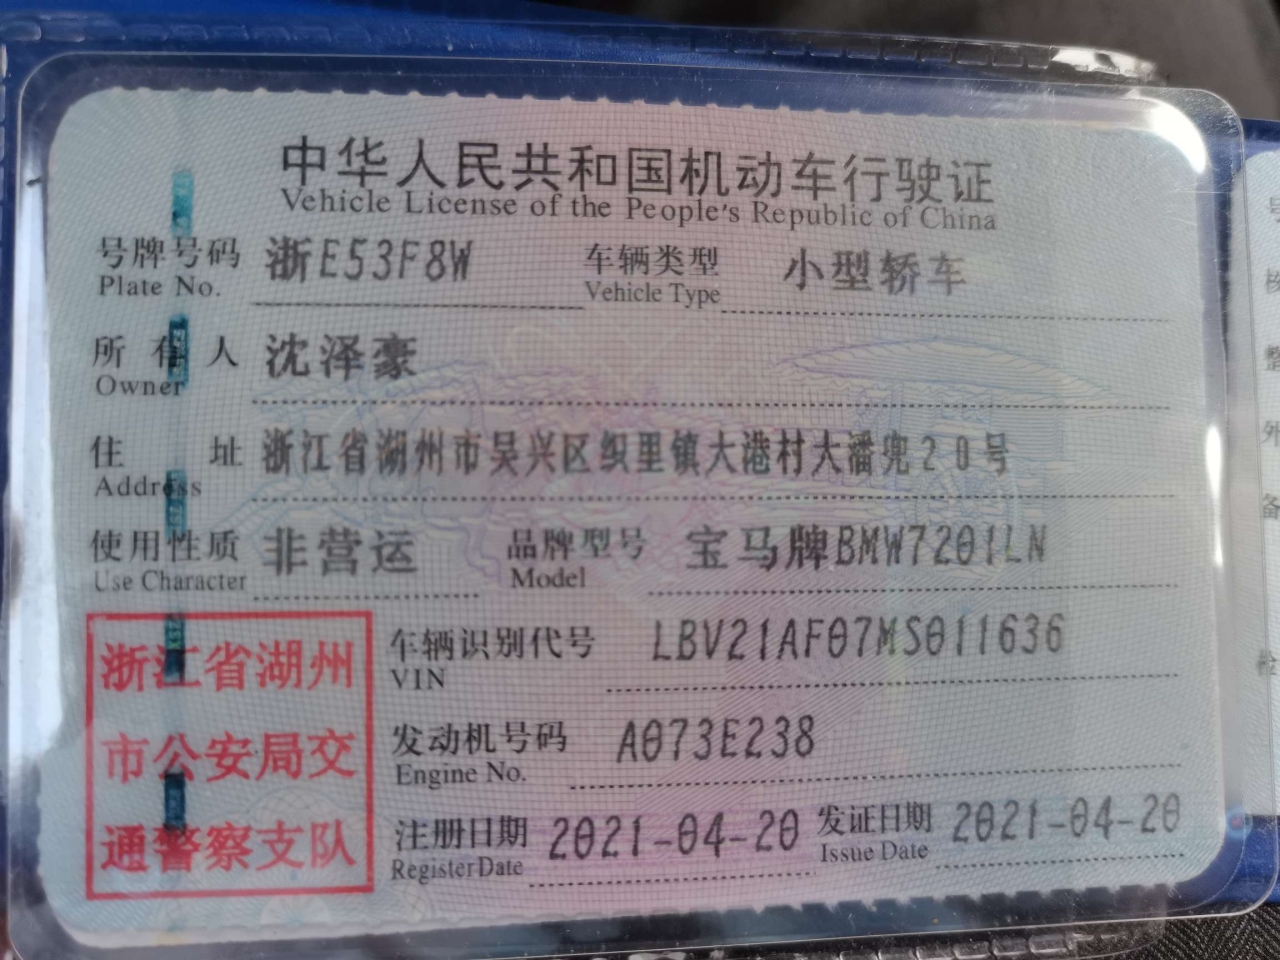 中华人民共和国机动车行驶证
Vehicle License of the People's Republic of China
号牌号码 浙E53F8W 车辆类型 小型轿车
Plate No. Vehicle Type
所有人 沈泽豪
Owner
住址 浙江省湖州市吴兴区织里镇大港村大潘兜20号
Address
使用性质 非营运 品牌型号 宝马牌BMW7201LN
Use Character Model
浙江省湖州
市公安局交
通警察支队
车辆识别代号 LBV21AF07MS011636
VIN
发动机号码 A073E238
Engine No.
注册日期 2021-04-20 发证日期 2021-04-20
Register Date Issue Date